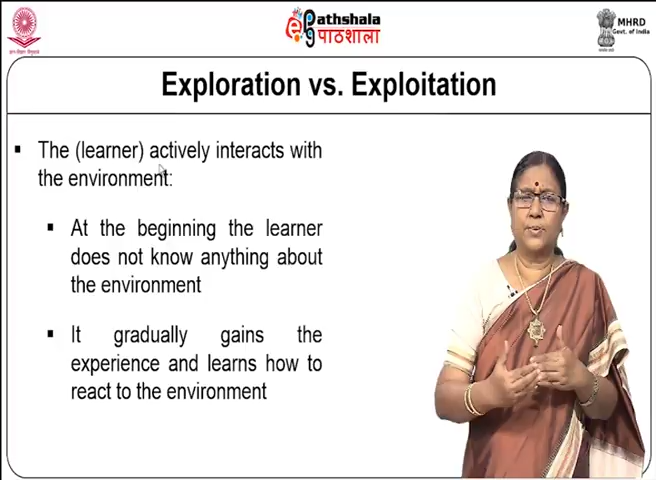 ePathshala
पाठशाला
MHRD
Govt. of India
Exploration vs. Exploitation
▪ The (learner) actively interacts with
the environment:
▪ At the beginning the learner
does not know anything about
the environment
▪ It gradually gains the
experience and learns how to
react to the environment